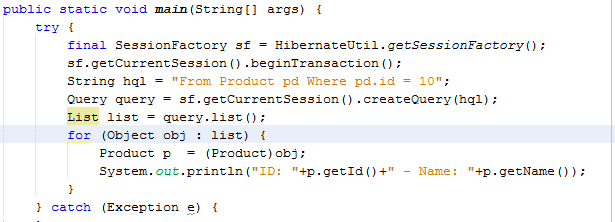 public static void main(String[] args) {
try {
final SessionFactory sf = HibernateUtil.getSessionFactory();
sf.getCurrentSession().beginTransaction();
String hql = "From Product pd Where pd.id = 10";
Query query = sf.getCurrentSession().createQuery(hql);
List list = query.list();
for (Object obj : list) {
Product p  = (Product)obj;
System.out.println("ID: "+p.getId()+" - Name: "+p.getName());
}
} catch (Exception e) {